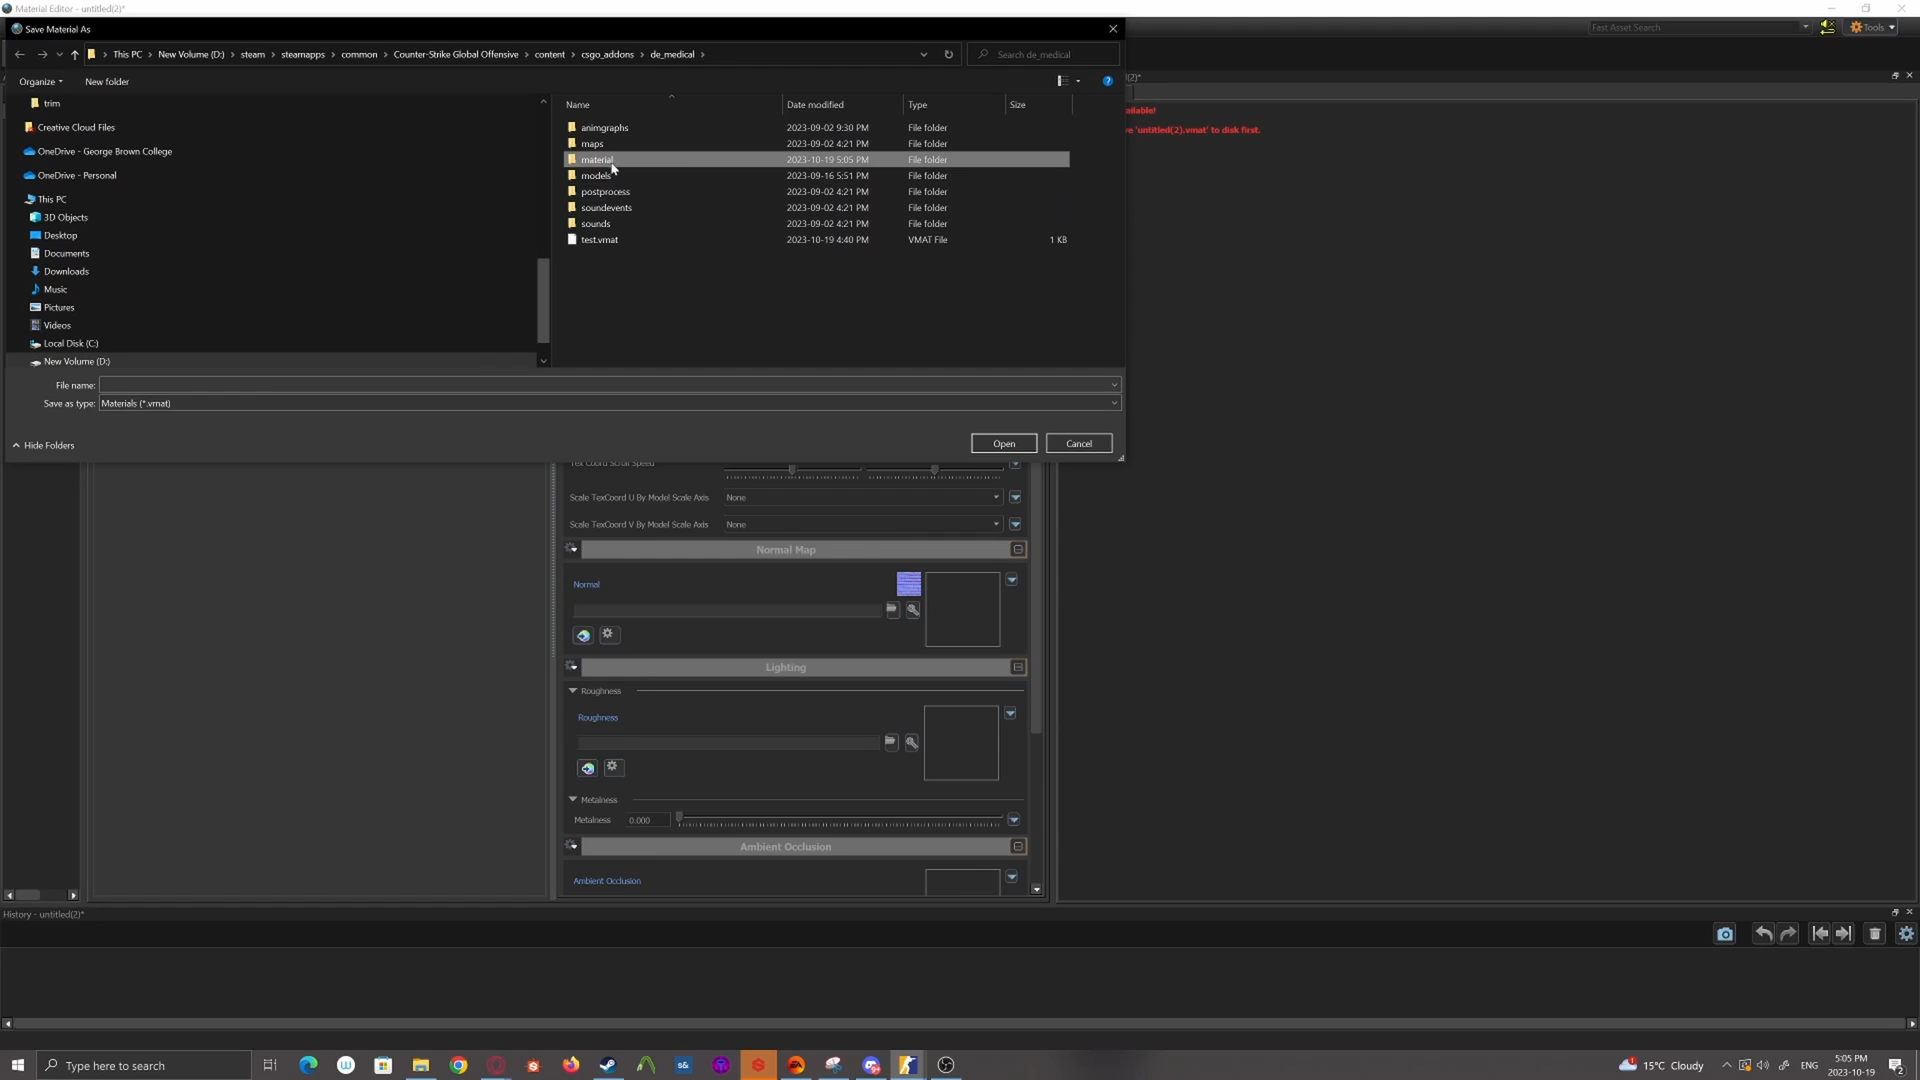 Material Editor - untitled(2)*
Save Material As
Fast Asset Search
Tools
This PC > New Volume (D:) > steam > steamapps > common > Counter-Strike Global Offensive > content > csgo_addons > de_medical >
Search de_medical
Organize
New folder
Name
Date modified
Type
Size
trim
Creative Cloud Files
OneDrive - George Brown College
OneDrive - Personal
This PC
3D Objects
Desktop
Documents
Downloads
Music
Pictures
Videos
Local Disk (C:)
New Volume (D:)
animgraphs 2023-09-02 9:30 PM File folder
maps 2023-09-02 4:21 PM File folder
material 2023-10-19 5:05 PM File folder
models 2023-09-16 5:51 PM File folder
postprocess 2023-09-02 4:21 PM File folder
soundevents 2023-09-02 4:21 PM File folder
sounds 2023-09-02 4:21 PM File folder
test.vmat 2023-10-19 4:40 PM VMAT File 1 KB
'untitled(2).vmat' to disk first.
File name:
Save as type: Materials (*.vmat)
Hide Folders
Open
Cancel
Tex Coord Scroll Speed
Scale TexCoord U By Model Scale Axis None
Scale TexCoord V By Model Scale Axis None
Normal Map
Normal
Lighting
Roughness
Roughness
Metalness
Metalness 0.000
Ambient Occlusion
Ambient Occlusion
History - untitled(2)*
Type here to search
s&
15°C Cloudy
ENG
5:05 PM
2023-10-19
2